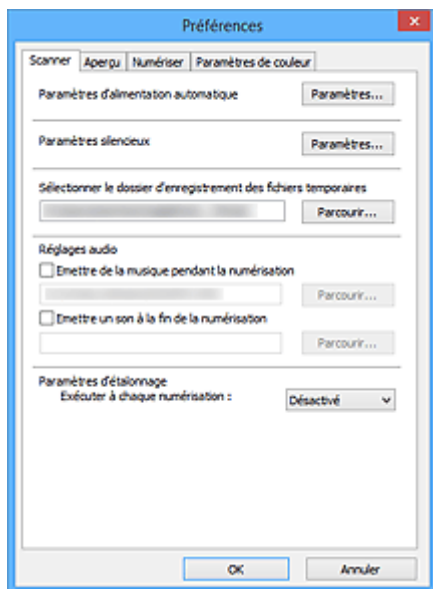 Préférences
Scanner Aperçu Numériser Paramètres de couleur
Paramètres d'alimentation automatique Paramètres...
Paramètres silencieux Paramètres...
Sélectionner le dossier d'enregistrement des fichiers temporaires
Parcourir...
Réglages audio
Emettre de la musique pendant la numérisation
Parcourir...
Emettre un son à la fin de la numérisation
Parcourir...
Paramètres d'étalonnage
Exécuter à chaque numérisation : Désactivé
OK Annuler